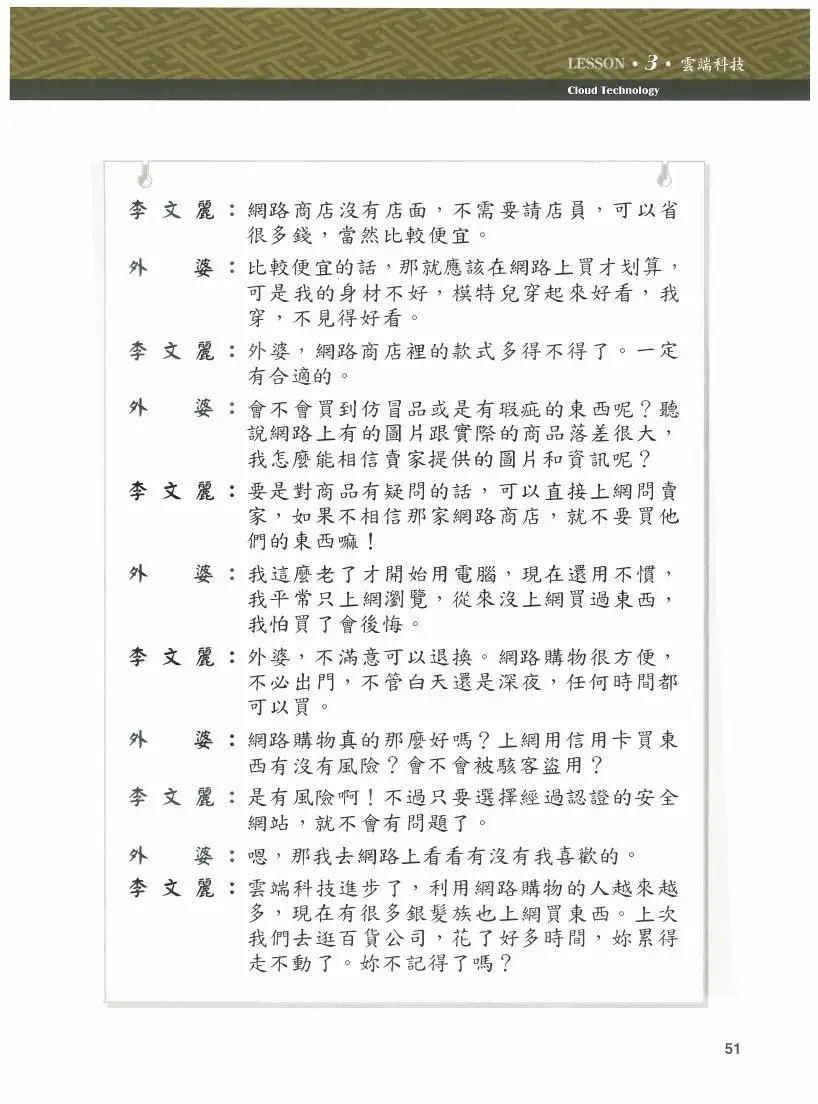 LESSON • 3 • 雲端科技
Cloud Technology
李文麗：網路商店沒有店面，不需要請店員，可以省
很多錢，當然比較便宜。
外婆：比較便宜的話，那就應該在網路上買才划算，
可是我的身材不好，模特兒穿起來好看，我
穿，不見得好看。
李文麗：外婆，網路商店裡的款式多得不得了。一定
有合適的。
外婆：會不會買到仿冒品或是有瑕疵的東西呢？聽
說網路上有的圖片跟實際的商品落差很大，
我怎麼能相信賣家提供的圖片和資訊呢？
李文麗：要是對商品有疑問的話，可以直接上網問賣
家，如果不相信那家網路商店，就不要買他
們的東西嘛！
外婆：我這麼老了才開始用電腦，現在還用不慣，
我平常只上網瀏覽，從來沒上網買過東西，
我怕買了會後悔。
李文麗：外婆，不滿意可以退換。網路購物很方便，
不必出門，不管白天還是深夜，任何時間都
可以買。
外婆：網路購物真的那麼好嗎？上網用信用卡買東
西有沒有風險？會不會被駭客盜用？
李文麗：是有風險啊！不過只要選擇經過認證的安全
網站，就不會有問題了。
外婆：嗯，那我去網路上看看有沒有我喜歡的。
李文麗：雲端科技進步了，利用網路購物的人越來越
多，現在有很多銀髮族也上網買東西。上次
我們去逛百貨公司，花了好多時間，妳累得
走不動了。妳不記得了嗎？
51